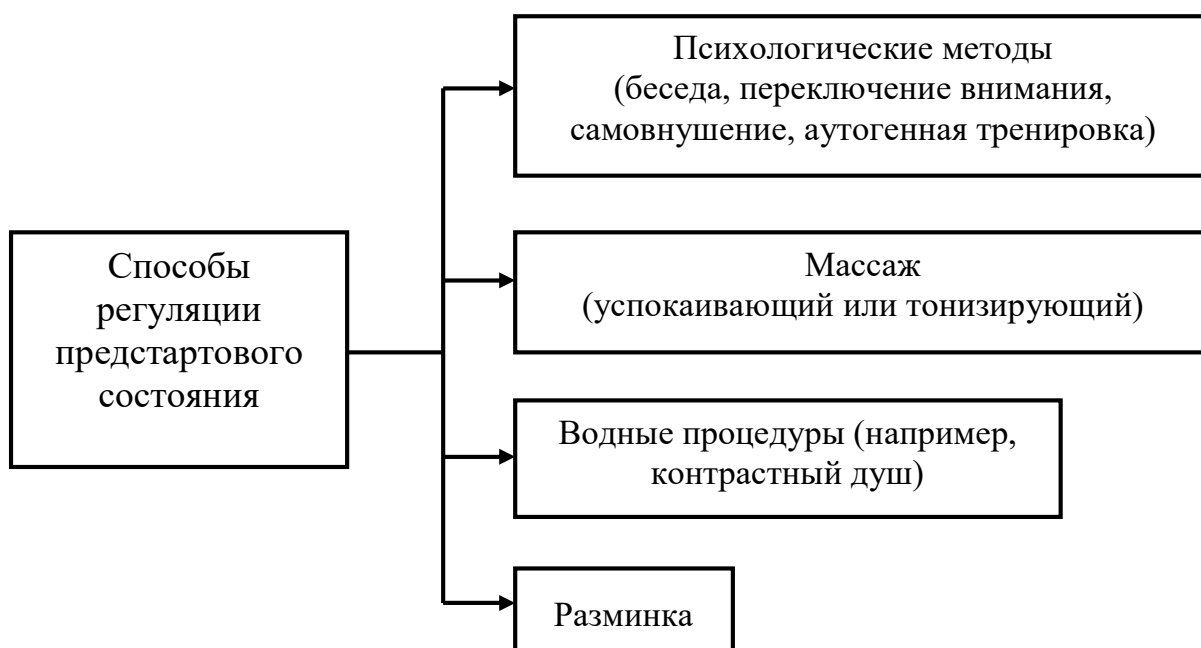 Психологические методы
(беседа, переключение внимания,
самовнушение, аутогенная тренировка)
Способы
регуляции
предстартового
состояния
Массаж
(успокаивающий или тонизирующий)
Водные процедуры (например,
контрастный душ)
Разминка